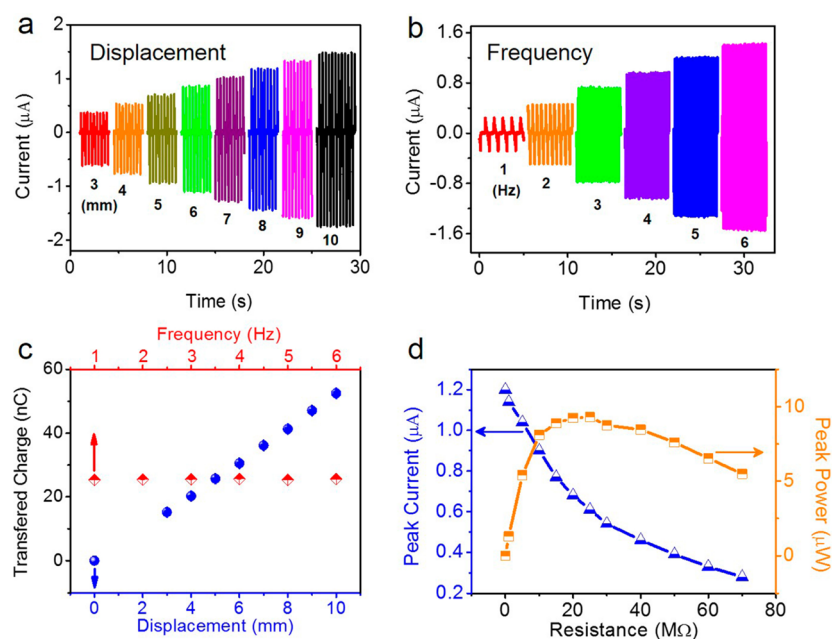 a
Displacement
Current (μA)
2
1
0
-1
-2
3
(mm)
4
5
6
7
8
9
10
0
10
20
30
Time (s)
b
Frequency
Current (μA)
1.6
0.8
0.0
-0.8
-1.6
1
(Hz)
2
3
4
5
6
0
10
20
30
Time (s)
c
Frequency (Hz)
1 2 3 4 5 6
Transfered Charge (nC)
60
40
20
0
0 2 4 6 8 10
Displacement (mm)
d
Peak Current (μA)
1.2
1.0
0.8
0.6
0.4
0.2
10
5
0
Peak Power (μW)
0 20 40 60 80
Resistance (MΩ)